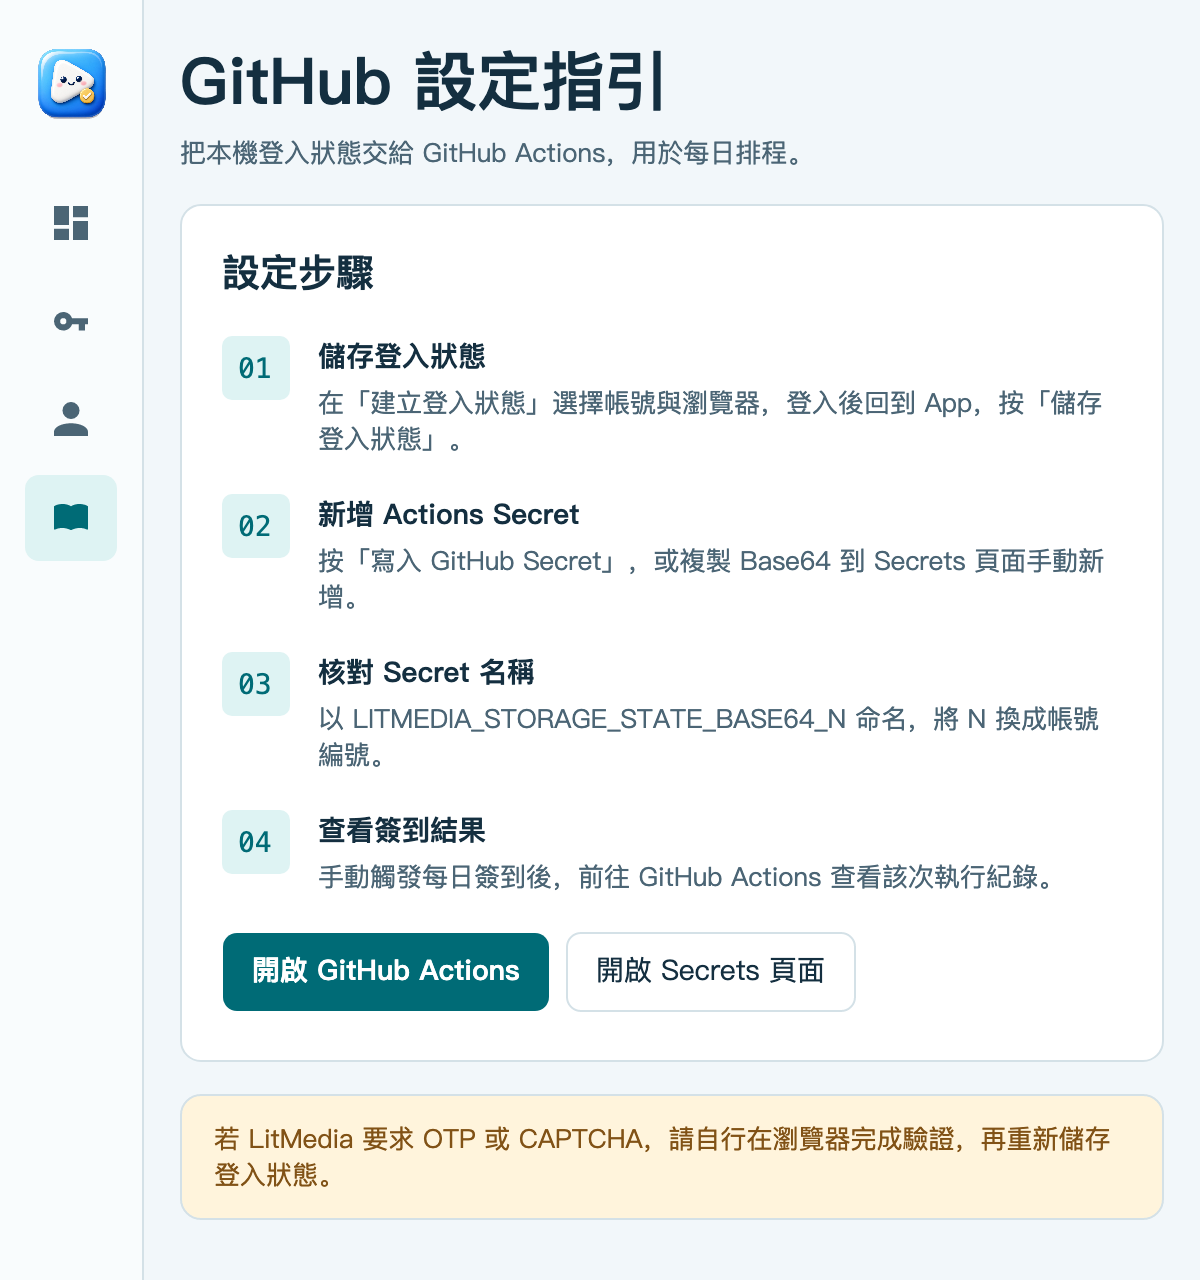 GitHub 設定指引
把本機登入狀態交給 GitHub Actions，用於每日排程。
設定步驟
01
儲存登入狀態
在「建立登入狀態」選擇帳號與瀏覽器，登入後回到 App，按「儲存
登入狀態」。
02
新增 Actions Secret
按「寫入 GitHub Secret」，或複製 Base64 到 Secrets 頁面手動新
增。
03
核對 Secret 名稱
以 LITMEDIA_STORAGE_STATE_BASE64_N 命名，將 N 換成帳號
編號。
04
查看簽到結果
手動觸發每日簽到後，前往 GitHub Actions 查看該次執行紀錄。
開啟 GitHub Actions
開啟 Secrets 頁面
若 LitMedia 要求 OTP 或 CAPTCHA，請自行在瀏覽器完成驗證，再重新儲存
登入狀態。